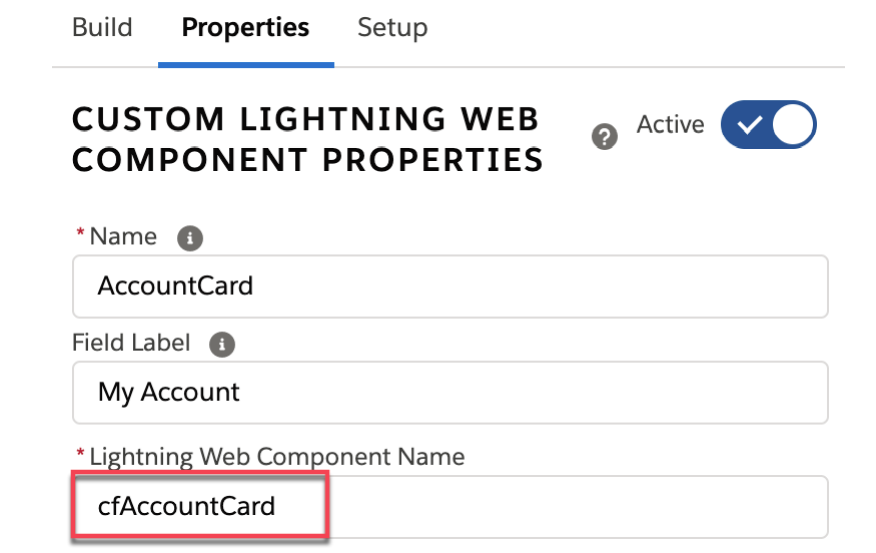 Build Properties Setup
CUSTOM LIGHTNING WEB
COMPONENT PROPERTIES
? Active
* Name i
AccountCard
Field Label i
My Account
* Lightning Web Component Name
cfAccountCard